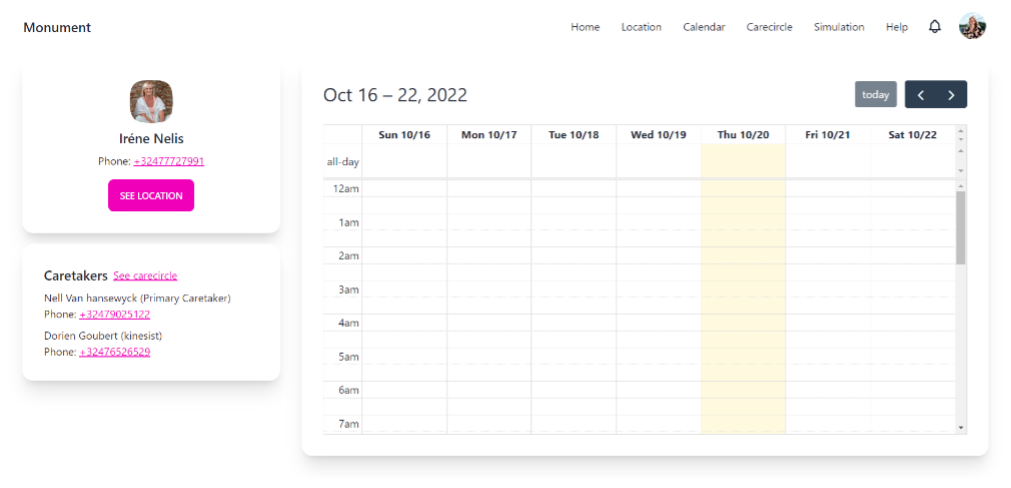 Monument
Home Location Calendar Carecircle Simulation Help
Iréne Nelis
Phone: +32477727991
SEE LOCATION
Caretakers See carecircle
Nell Van hansewyck (Primary Caretaker)
Phone: +32479025122
Dorien Goubert (kinesist)
Phone: +32476526529
Oct 16 – 22, 2022
today
Sun 10/16 Mon 10/17 Tue 10/18 Wed 10/19 Thu 10/20 Fri 10/21 Sat 10/22
all-day
12am
1am
2am
3am
4am
5am
6am
7am